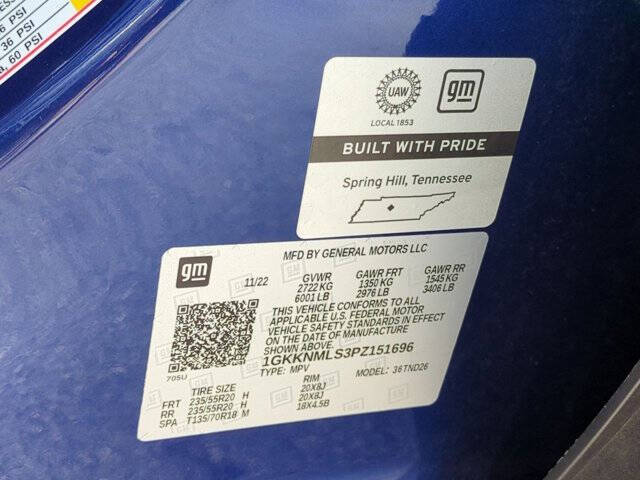 6 PSI
36 PSI
a, 60 PSI
UAW
gm
LOCAL 1853
BUILT WITH PRIDE
Spring Hill, Tennessee
gm
MFD BY GENERAL MOTORS LLC
11/22 GVWR GAWR FRT GAWR RR
2722 KG 1350 KG 1545 KG
6001 LB 2976 LB 3406 LB
THIS VEHICLE CONFORMS TO ALL
APPLICABLE U.S. FEDERAL MOTOR
VEHICLE SAFETY STANDARDS IN EFFECT
ON THE DATE OF MANUFACTURE
1GKKNMLS3PZ151696
705U TYPE: MPV MODEL: 36TND26
TIRE SIZE RIM
FRT 235/55R20 H 20X8J
RR 235/55R20 H 20X8J
SPA T135/70R18 M 18X4.5B